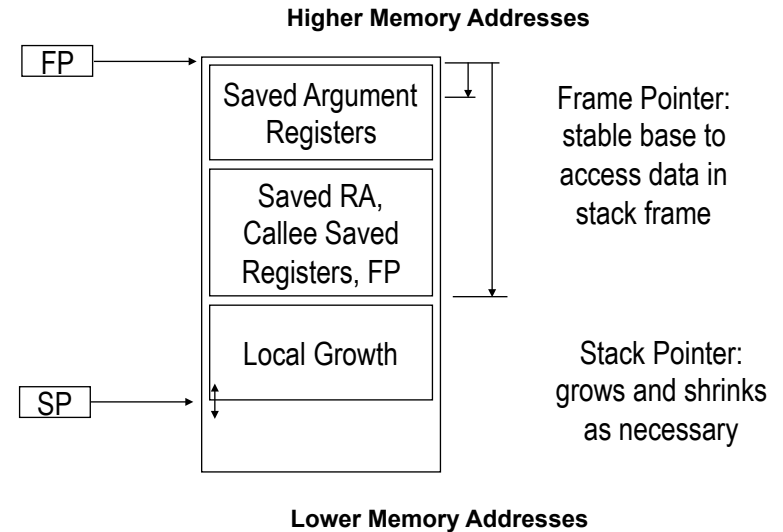 Higher Memory Addresses
FP
Saved Argument
Registers
Frame Pointer:
stable base to
access data in
stack frame
Saved RA,
Callee Saved
Registers, FP
Local Growth
Stack Pointer:
grows and shrinks
as necessary
SP
Lower Memory Addresses